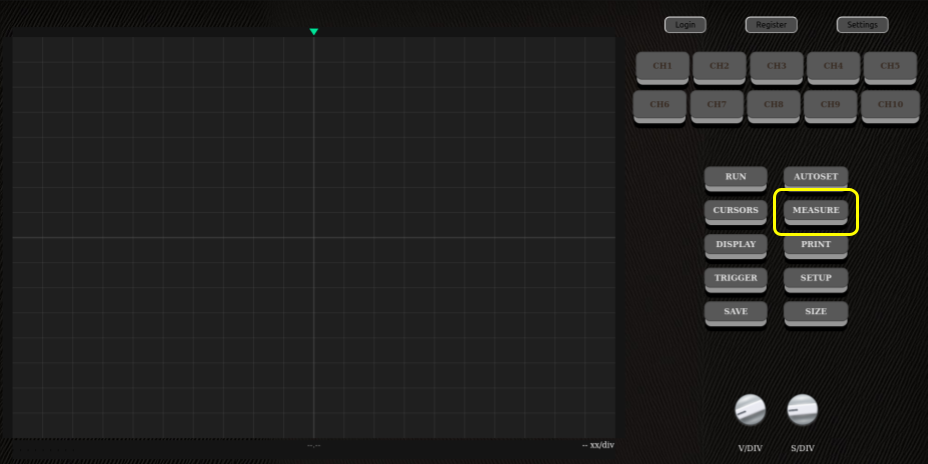 Login Register Settings
CH1 CH2 CH3 CH4 CH5
CH6 CH7 CH8 CH9 CH10
RUN AUTOSET
CURSORS MEASURE
DISPLAY PRINT
TRIGGER SETUP
SAVE SIZE
--.-- -- xx/div
V/DIV S/DIV